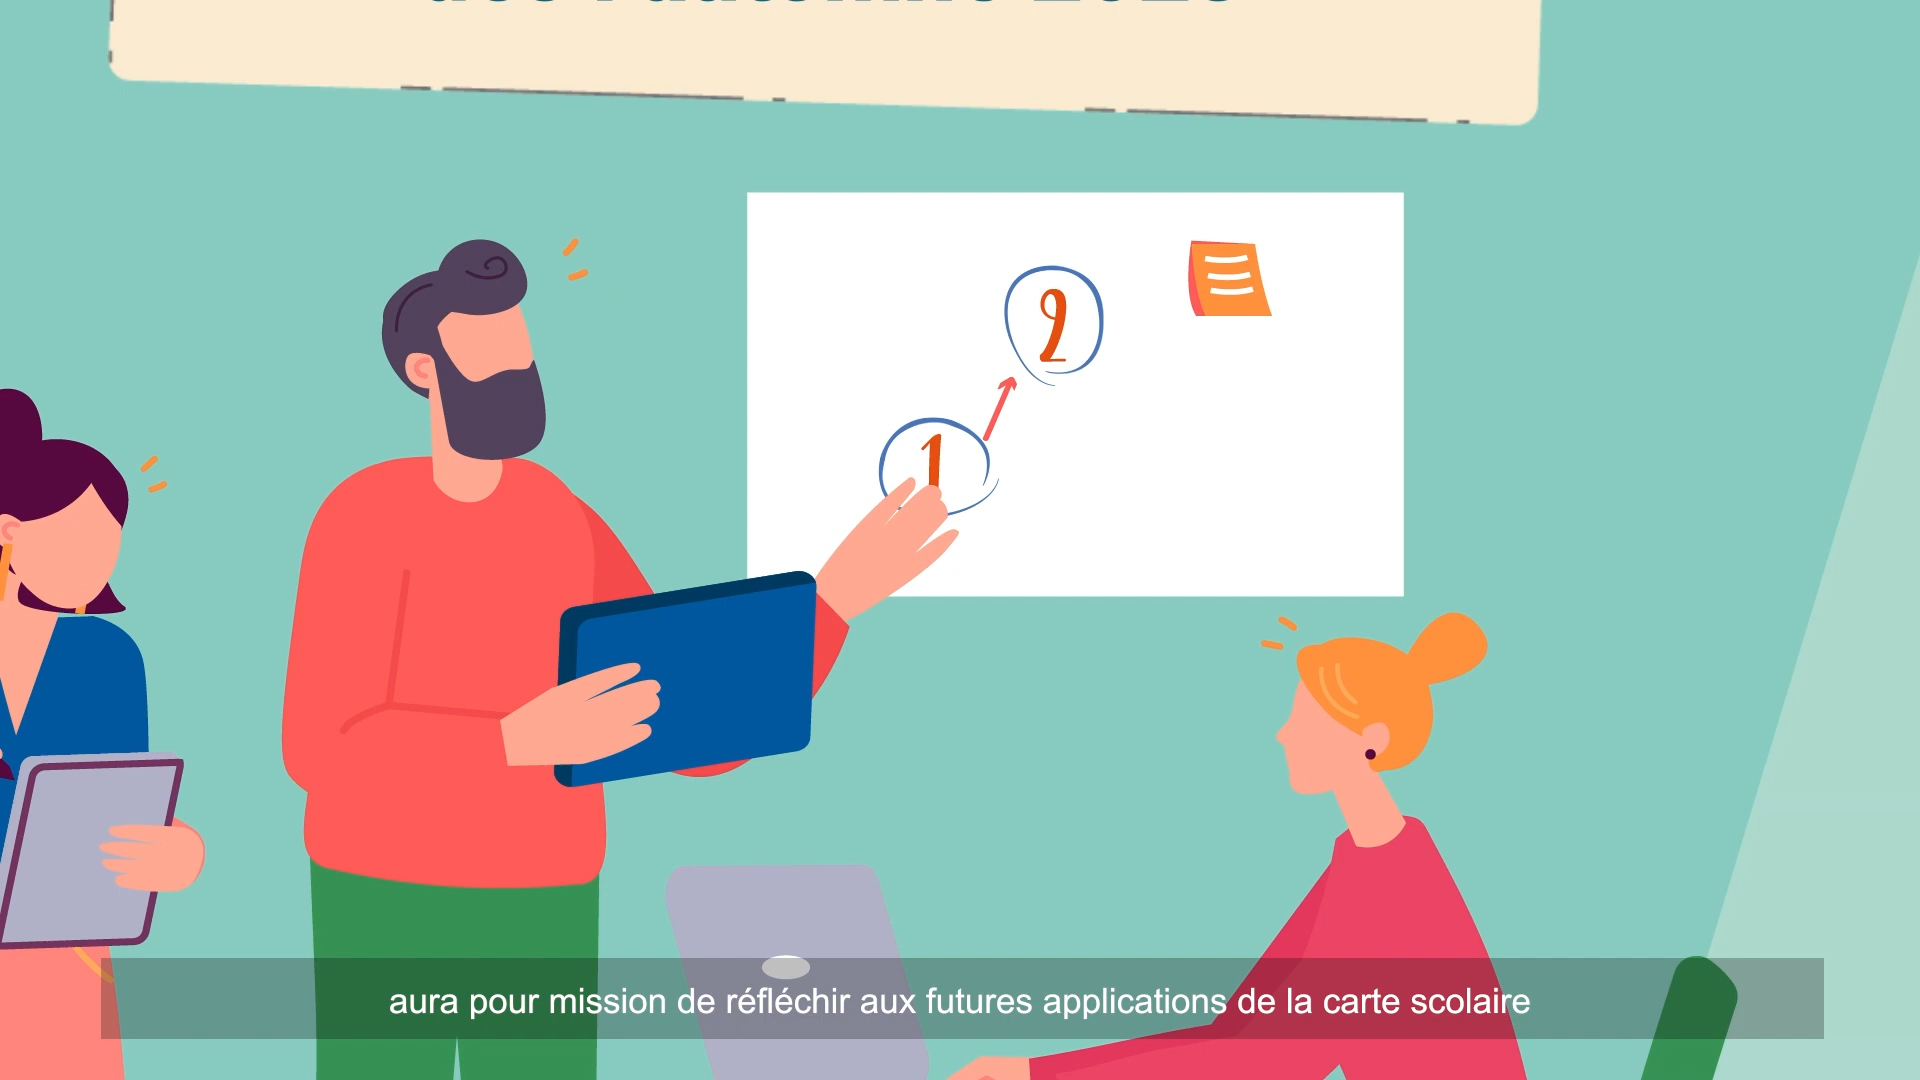 2
1
aura pour mission de réfléchir aux futures applications de la carte scolaire